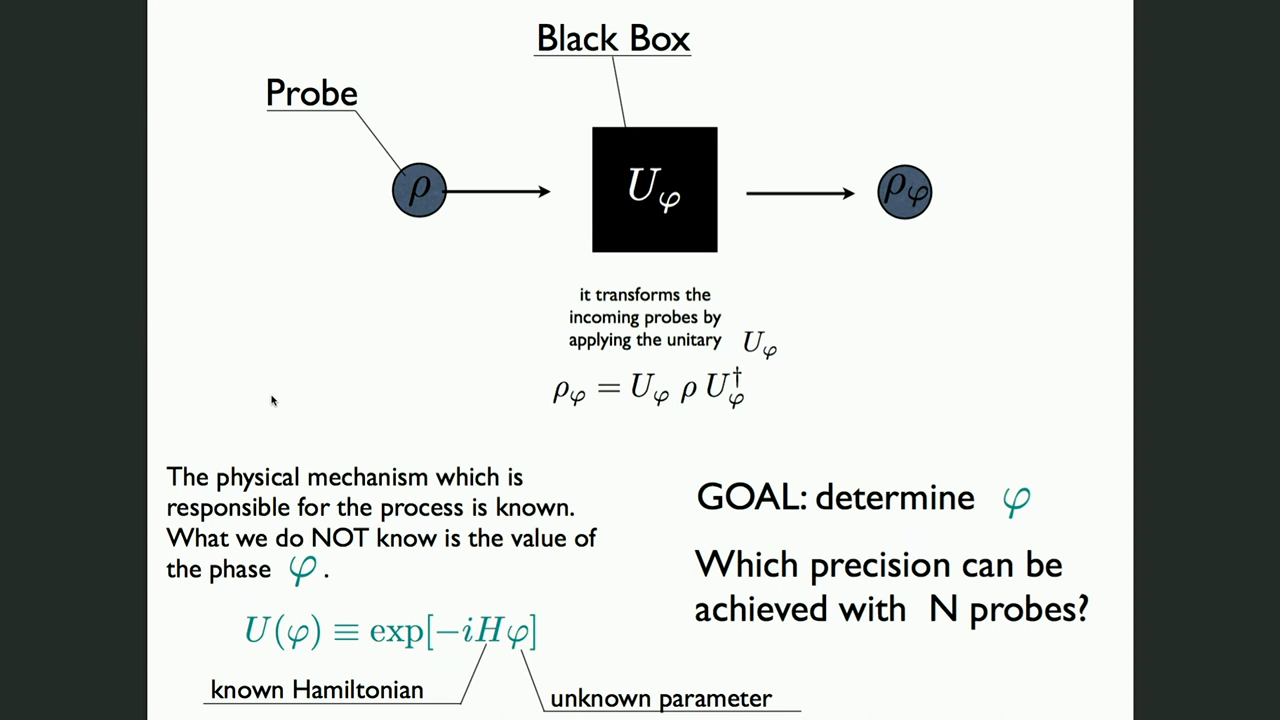 Black Box
Probe
ρ
U_φ
ρ_φ
it transforms the
incoming probes by
applying the unitary U_φ
ρ_φ = U_φ ρ U_φ^†
The physical mechanism which is
responsible for the process is known.
What we do NOT know is the value of
the phase φ .
U(φ) ≡ exp[−iHφ]
known Hamiltonian
unknown parameter
GOAL: determine φ
Which precision can be
achieved with N probes?